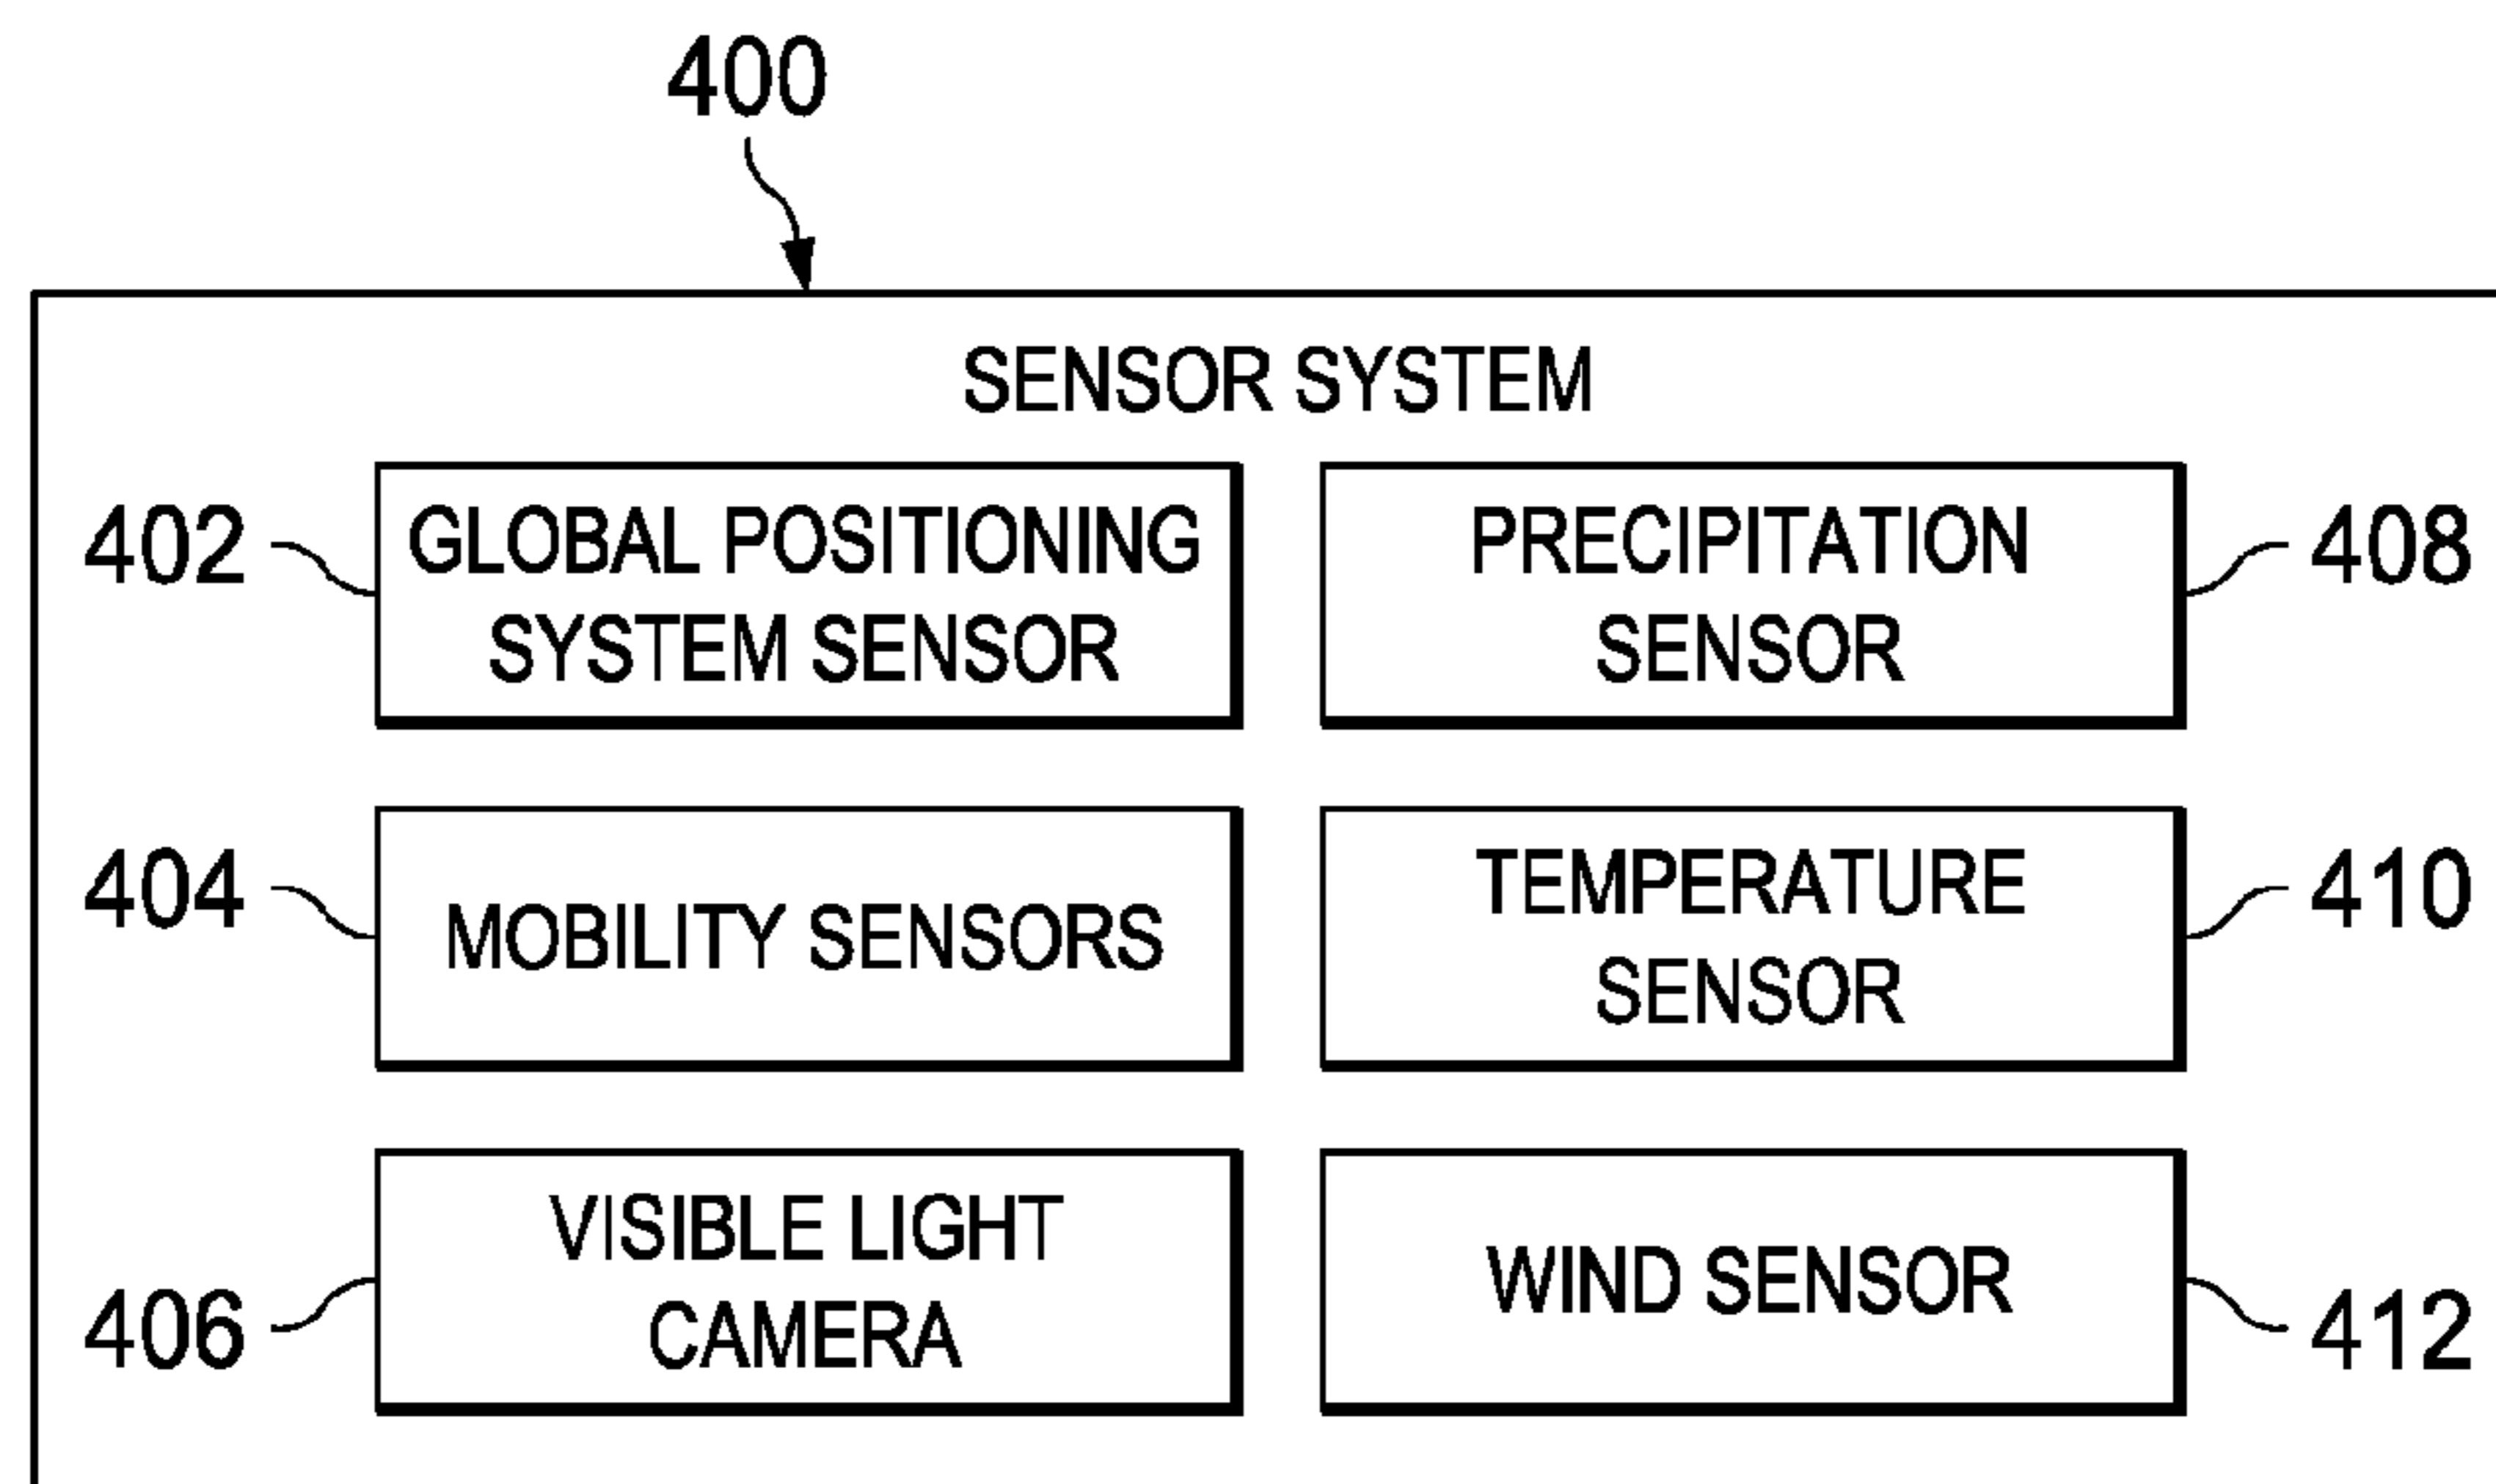 400
SENSOR SYSTEM
402
GLOBAL POSITIONING
SYSTEM SENSOR
PRECIPITATION
SENSOR
408
404
MOBILITY SENSORS
TEMPERATURE
SENSOR
410
406
VISIBLE LIGHT
CAMERA
WIND SENSOR
412